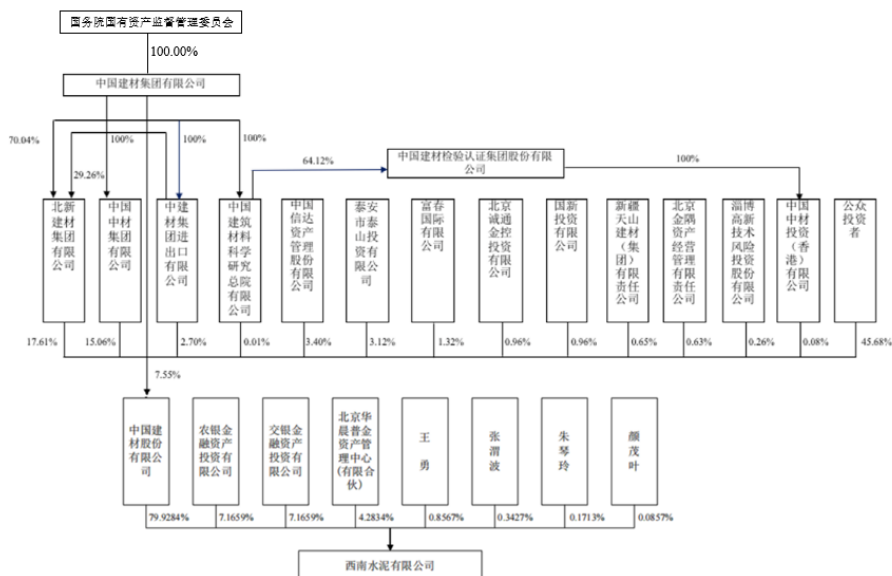 国务院国有资产监督管理委员会
100.00%
中国建材集团有限公司
70.04%
29.26%
100%
100%
100%
64.12%
中国建材检验认证集团股份有限
公司
100%
北新
建材
集团
有限
公司
中国
中材
集团
有限
公司
中建
材集
团进
出口
有限
公司
中国
建筑
材料
科学
研究
总院
有限
公司
中国
信达
资产
管理
股份
有限
公司
泰安
市泰
山投
资有
限公
司
富春
国际
有限
公司
北京
诚通
金控
投资
有限
公司
国新
投资
有限
公司
新疆
天山
建材
（集
团）
有限
责任
公司
北京
金隅
资产
经营
管理
有限
责任
公司
淄博
高新
技术
风险
投资
股份
有限
公司
中国
中材
投资
（香
港）
有限
公司
公众
投资
者
17.61%
15.06%
2.70%
0.01%
3.40%
3.12%
1.32%
0.96%
0.96%
0.65%
0.63%
0.26%
0.08%
45.68%
7.55%
中国建
材股份
有限公
司
农银金
融资产
投资有
限公司
交银金
融资产
投资有
限公司
北京华
晨普金
资产管
理中心
(有限合
伙)
王
勇
张
渭
波
朱
琴
玲
颜
茂
叶
79.9284%
7.1659%
7.1659%
4.2834%
0.8567%
0.3427%
0.1713%
0.0857%
西南水泥有限公司